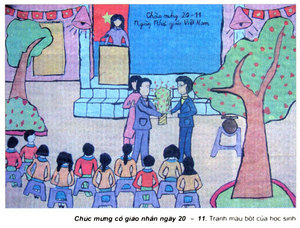 Chào mừng 20-11
Ngày Nhà giáo Việt Nam
Chúc mừng cô giáo nhân ngày 20 - 11. Tranh màu bột của học sinh